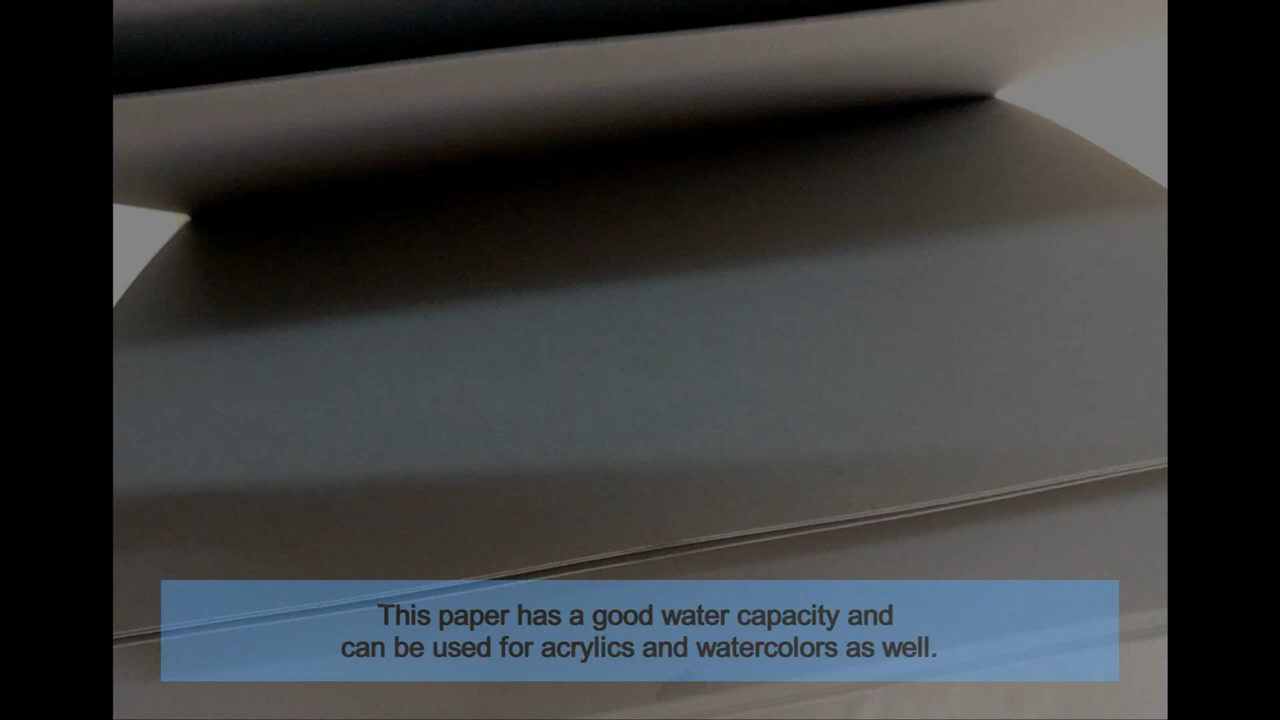 This paper has a good water capacity and
can be used for acrylics and watercolors as well.